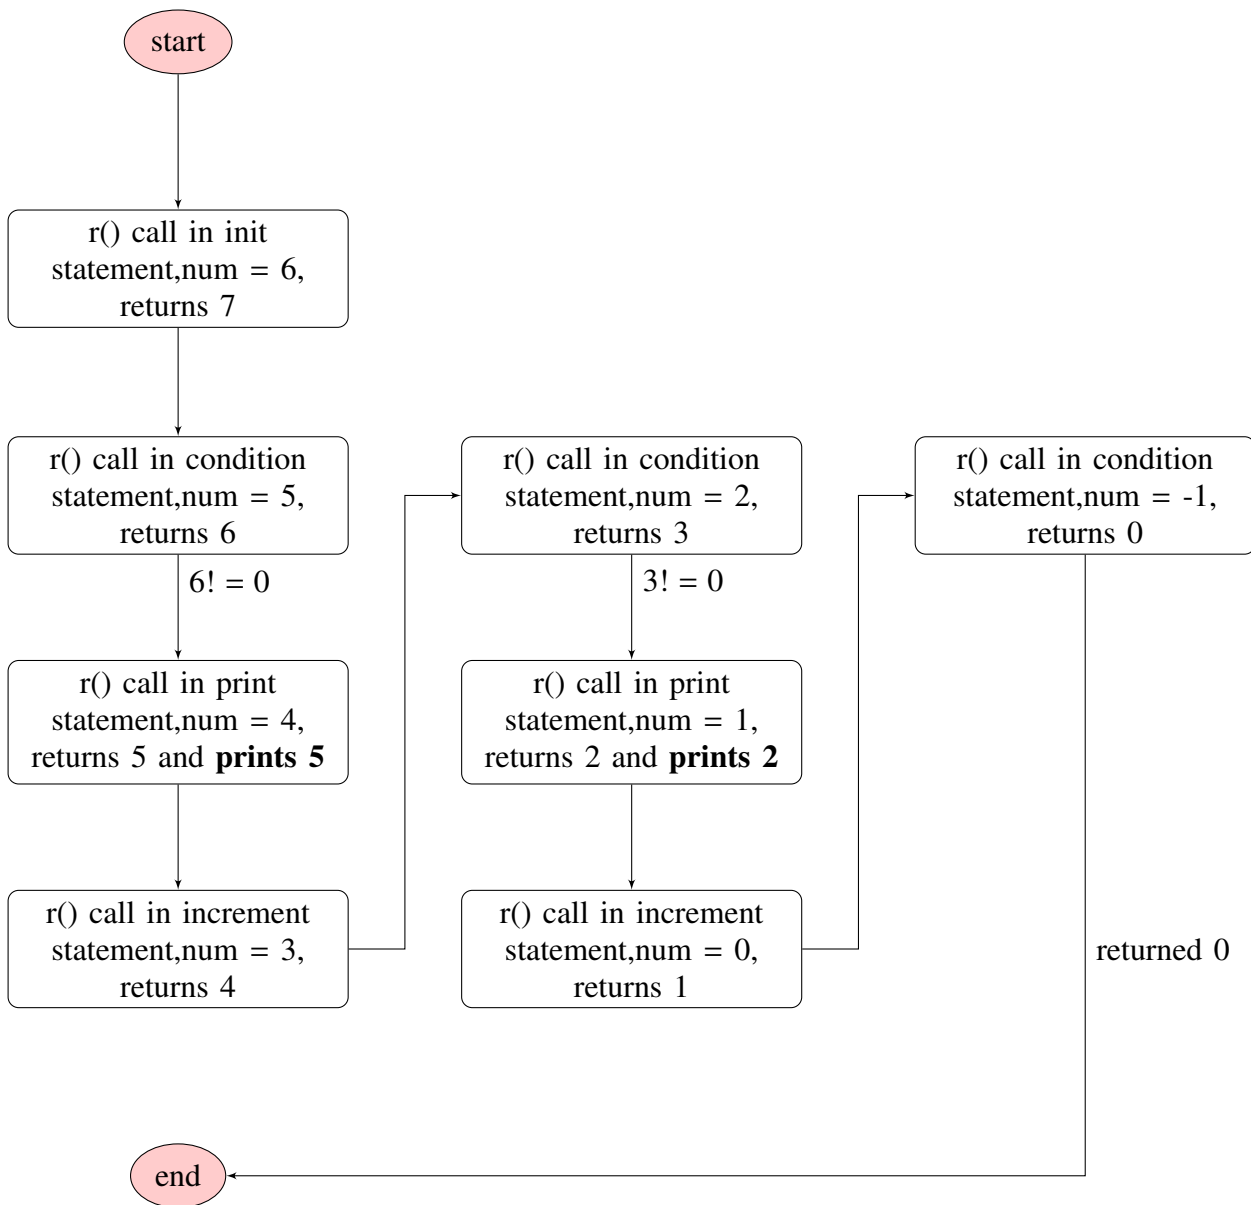 start
r() call in init
statement,num = 6,
returns 7
r() call in condition
statement,num = 5,
returns 6
6! = 0
r() call in print
statement,num = 4,
returns 5 and prints 5
r() call in increment
statement,num = 3,
returns 4
r() call in condition
statement,num = 2,
returns 3
3! = 0
r() call in print
statement,num = 1,
returns 2 and prints 2
r() call in increment
statement,num = 0,
returns 1
r() call in condition
statement,num = -1,
returns 0
returned 0
end